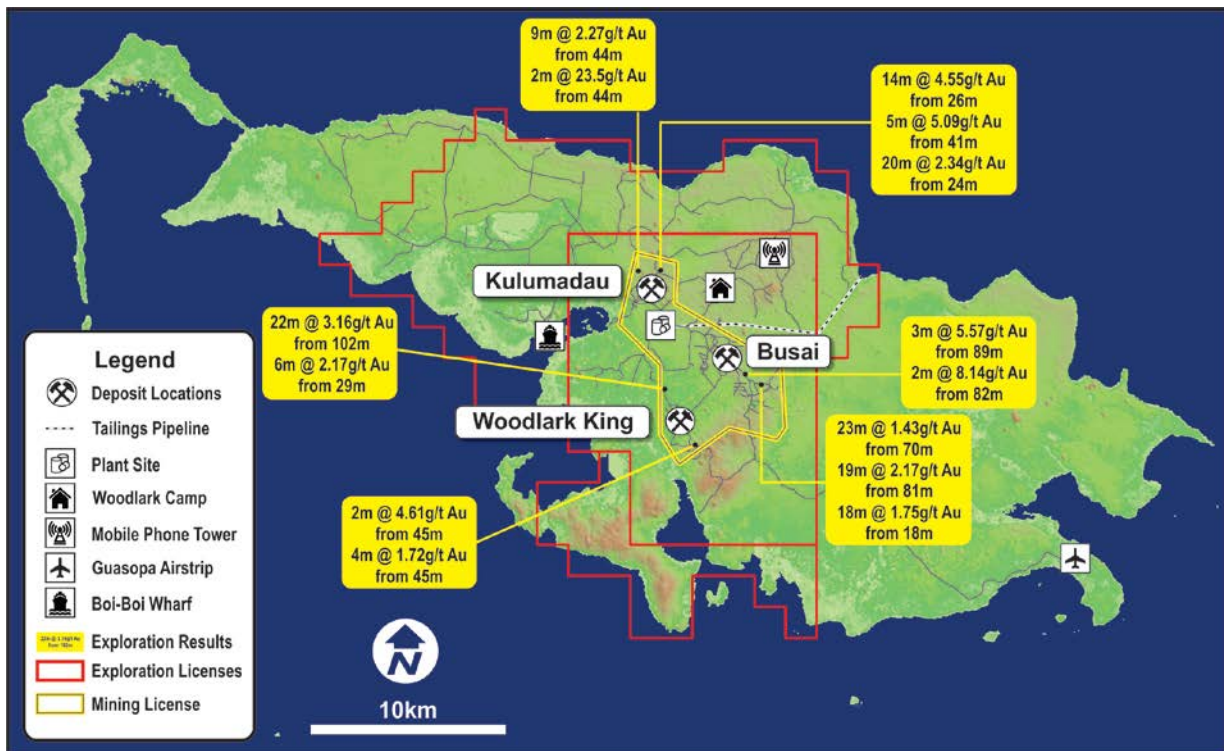 9m @ 2.27g/t Au
from 44m
2m @ 23.5g/t Au
from 44m
14m @ 4.55g/t Au
from 26m
5m @ 5.09g/t Au
from 41m
20m @ 2.34g/t Au
from 24m
Kulumadau
22m @ 3.16g/t Au
from 102m
6m @ 2.17g/t Au
from 29m
Busai
3m @ 5.57g/t Au
from 89m
2m @ 8.14g/t Au
from 82m
Woodlark King
23m @ 1.43g/t Au
from 70m
19m @ 2.17g/t Au
from 81m
18m @ 1.75g/t Au
from 18m
2m @ 4.61g/t Au
from 45m
4m @ 1.72g/t Au
from 45m
Legend
Deposit Locations
Tailings Pipeline
Plant Site
Woodlark Camp
Mobile Phone Tower
Guasopa Airstrip
Boi-Boi Wharf
Exploration Results
Exploration Licenses
Mining License
N
10km